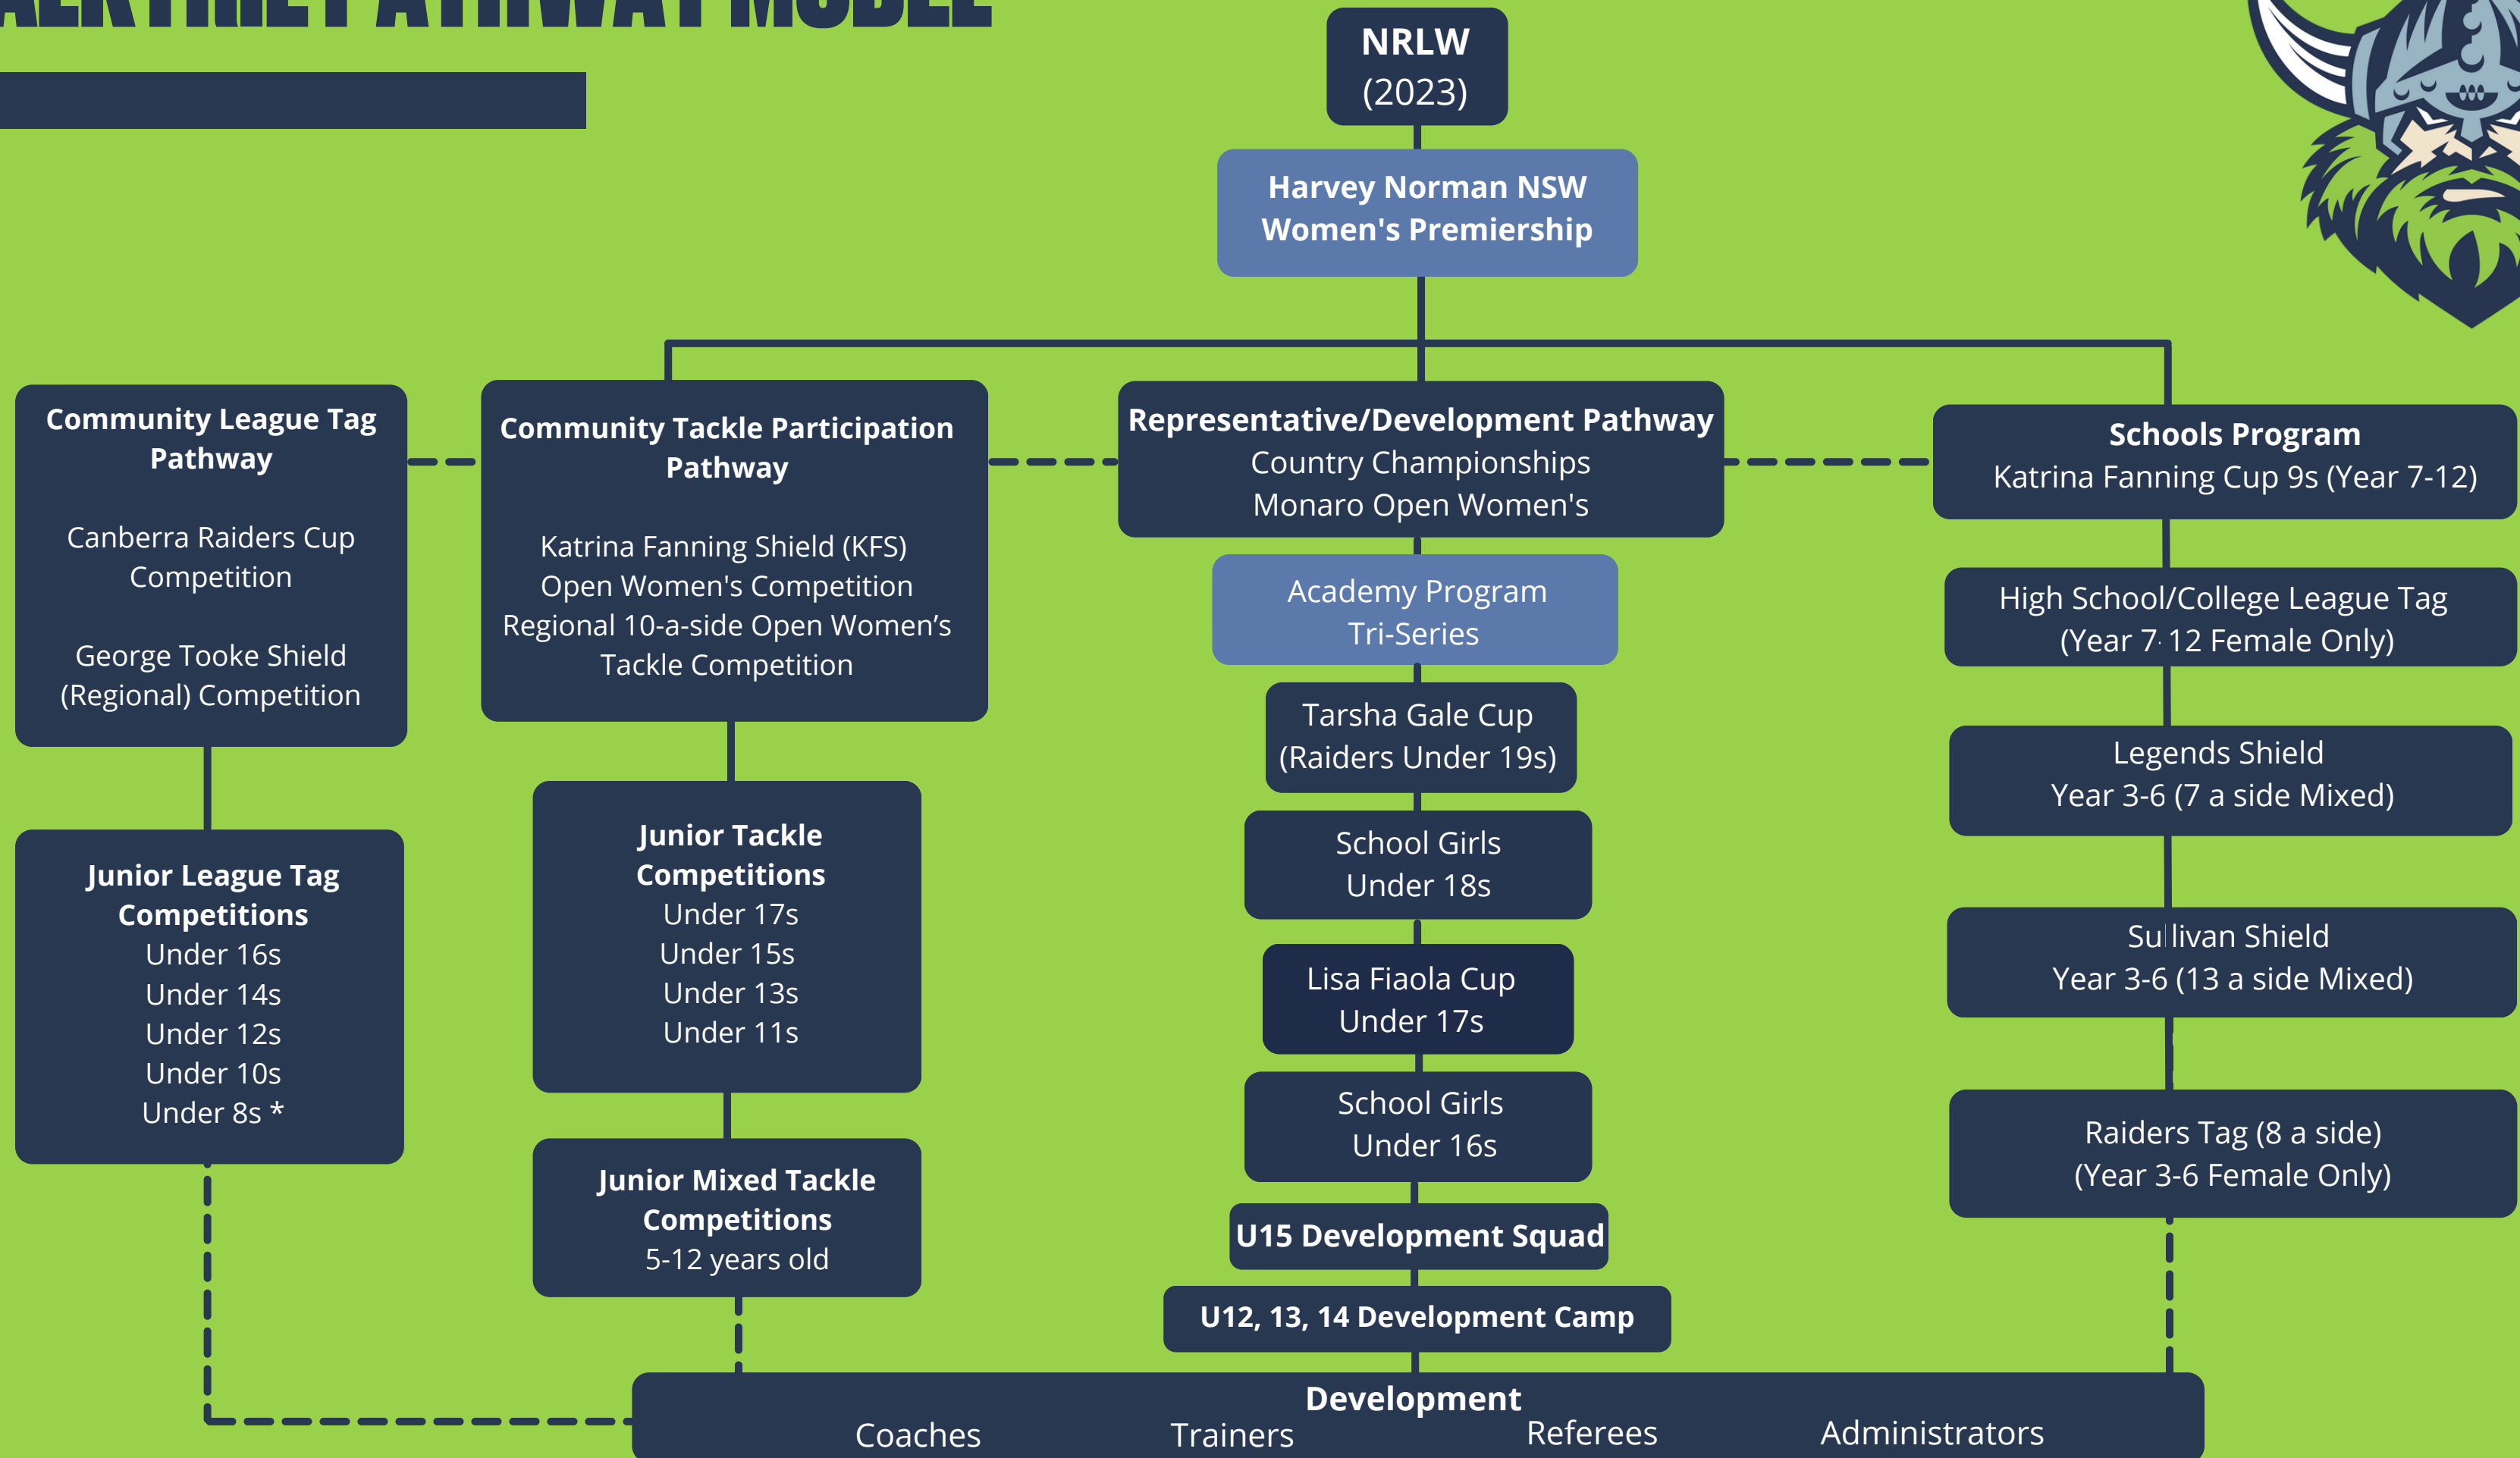 PATHWAY MODEL
NRLW
(2023)
Harvey Norman NSW
Women's Premiership
Community League Tag
Pathway
Canberra Raiders Cup
Competition
George Tooke Shield
(Regional) Competition
Junior League Tag
Competitions
Under 16s
Under 14s
Under 12s
Under 10s
Under 8s *
Community Tackle Participation
Pathway
Katrina Fanning Shield (KFS)
Open Women's Competition
Regional 10-a-side Open Women’s
Tackle Competition
Junior Tackle
Competitions
Under 17s
Under 15s
Under 13s
Under 11s
Junior Mixed Tackle
Competitions
5-12 years old
Representative/Development Pathway
Country Championships
Monaro Open Women's
Academy Program
Tri-Series
Tarsha Gale Cup
(Raiders Under 19s)
School Girls
Under 18s
Lisa Fiaola Cup
Under 17s
School Girls
Under 16s
U15 Development Squad
U12, 13, 14 Development Camp
Schools Program
Katrina Fanning Cup 9s (Year 7-12)
High School/College League Tag
(Year 7-12 Female Only)
Legends Shield
Year 3-6 (7 a side Mixed)
Sullivan Shield
Year 3-6 (13 a side Mixed)
Raiders Tag (8 a side)
(Year 3-6 Female Only)
Development
Coaches Trainers Referees Administrators